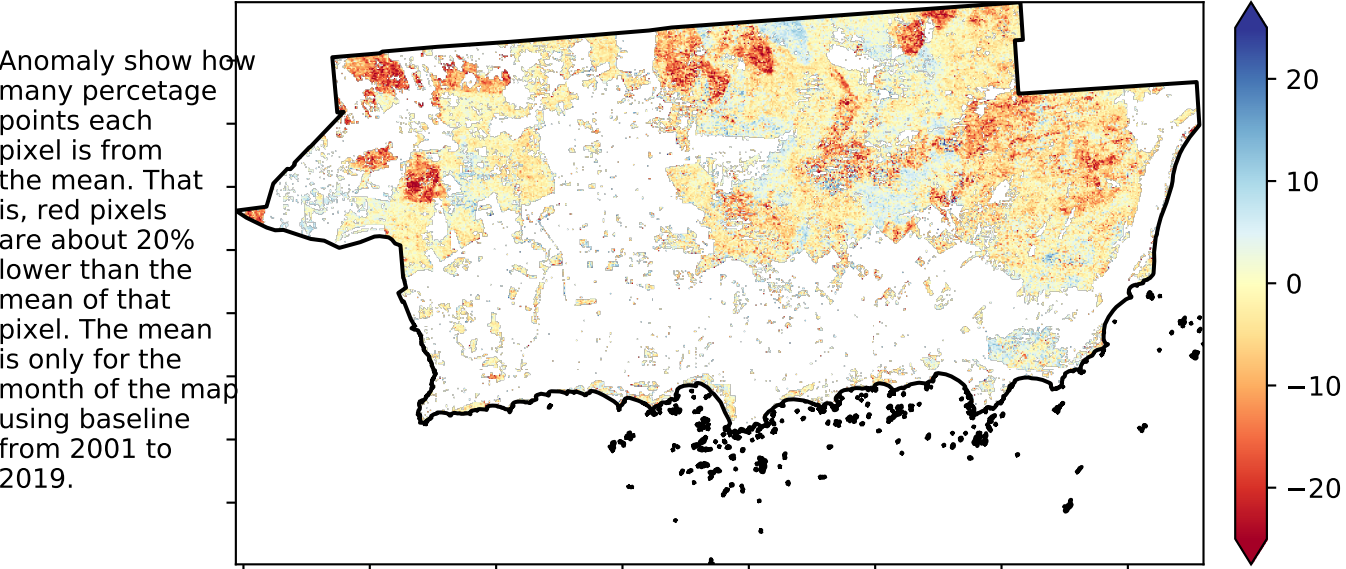 Anomaly show how
many percetage
points each
pixel is from
the mean. That
is, red pixels
are about 20%
lower than the
mean of that
pixel. The mean
is only for the
month of the map
using baseline
from 2001 to
2019.
20
10
0
−10
−20